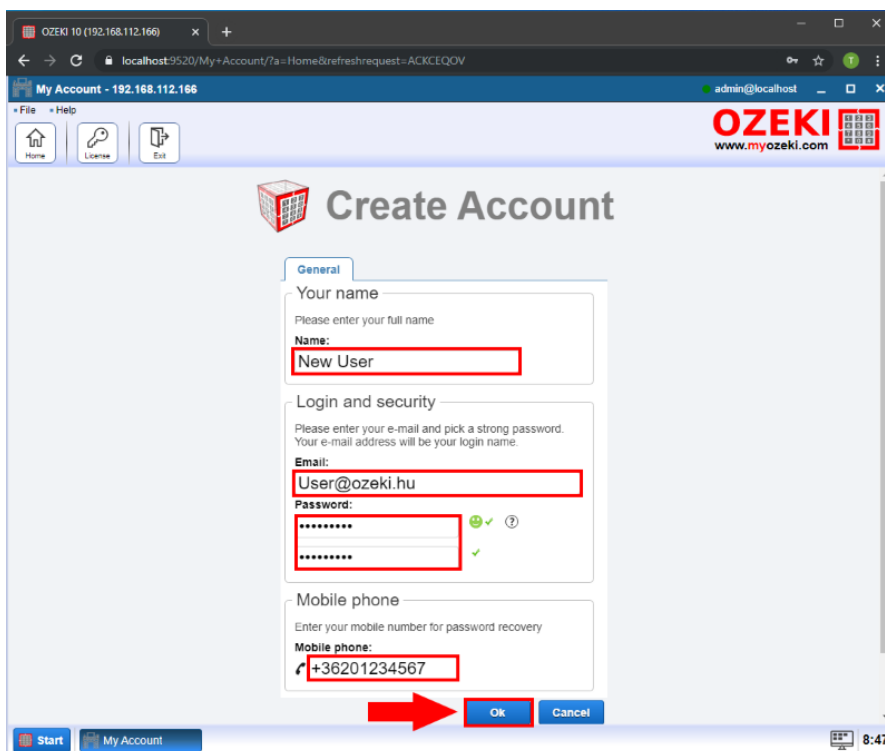 OZEKI 10 (192.168.112.166)
localhost:9520/My+Account/?a=Home&refreshrequest=ACKCEQOV
My Account - 192.168.112.166
admin@localhost
File Help
Home
License
Exit
OZEKI
www.myozeki.com
Create Account
General
Your name
Please enter your full name
Name:
New User
Login and security
Please enter your e-mail and pick a strong password.
Your e-mail address will be your login name.
Email:
User@ozeki.hu
Password:
•••••••••
•••••••••
Mobile phone
Enter your mobile number for password recovery
Mobile phone:
+36201234567
Ok
Cancel
Start
My Account
8:47